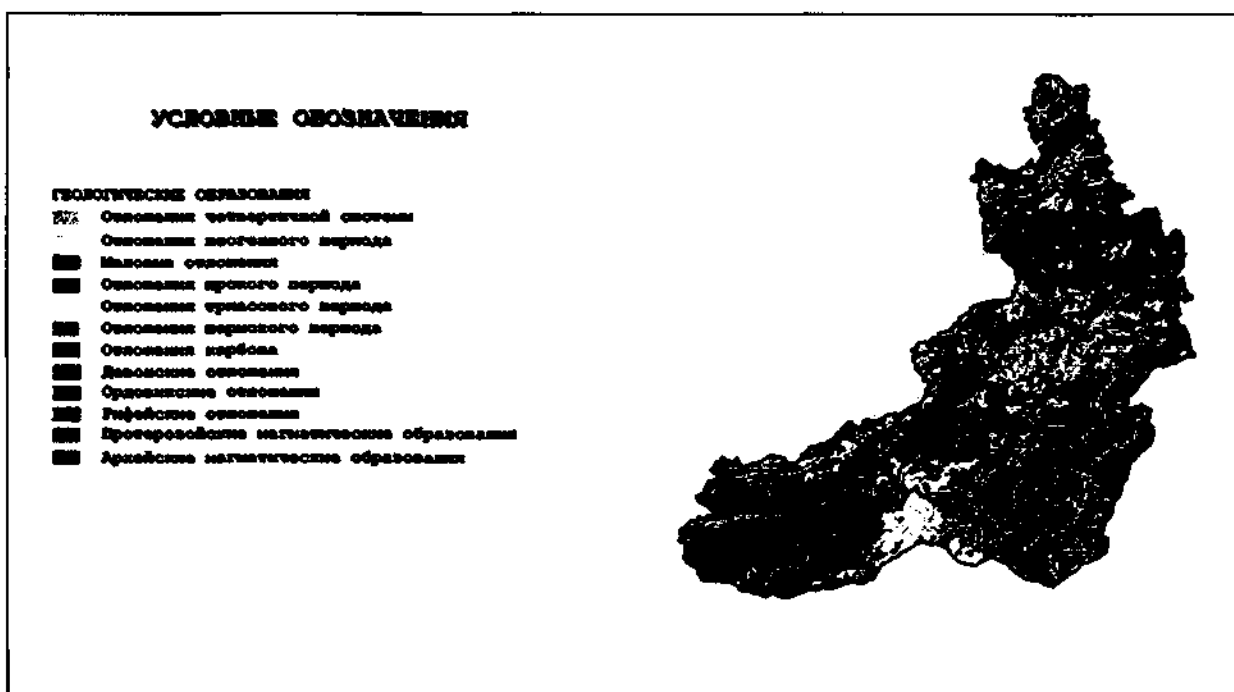 УСЛОВНЫЕ ОБОЗНАЧЕНИЯ
ГЕОЛОГИЧЕСКИЕ ОБРАЗОВАНИЯ
Отложения четвертичной системы
Отложения неогенного периода
Меловые отложения
Отложения юрского периода
Отложения триасового периода
Отложения пермского периода
Отложения карбона
Девонские отложения
Ордовикские отложения
Рифейские отложения
Протерозойские магматические образования
Архейские магматические образования